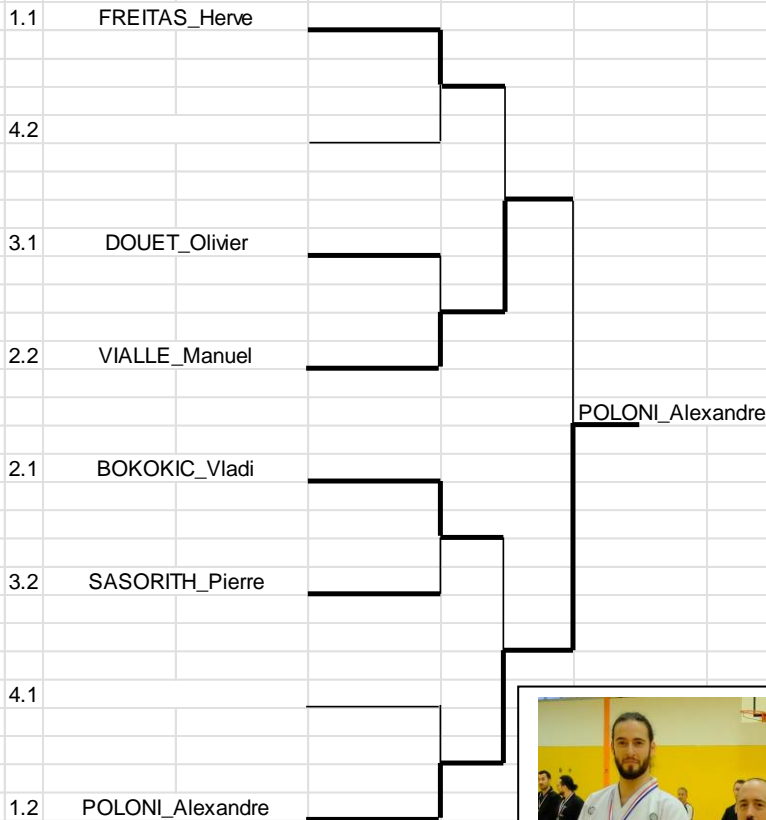 1.1 FREITAS_Herve
4.2
3.1 DOUET_Olivier
2.2 VIALLE_Manuel
POLONI_Alexandre
2.1 BOKOKIC_Vladi
3.2 SASORITH_Pierre
4.1
1.2 POLONI_Alexandre